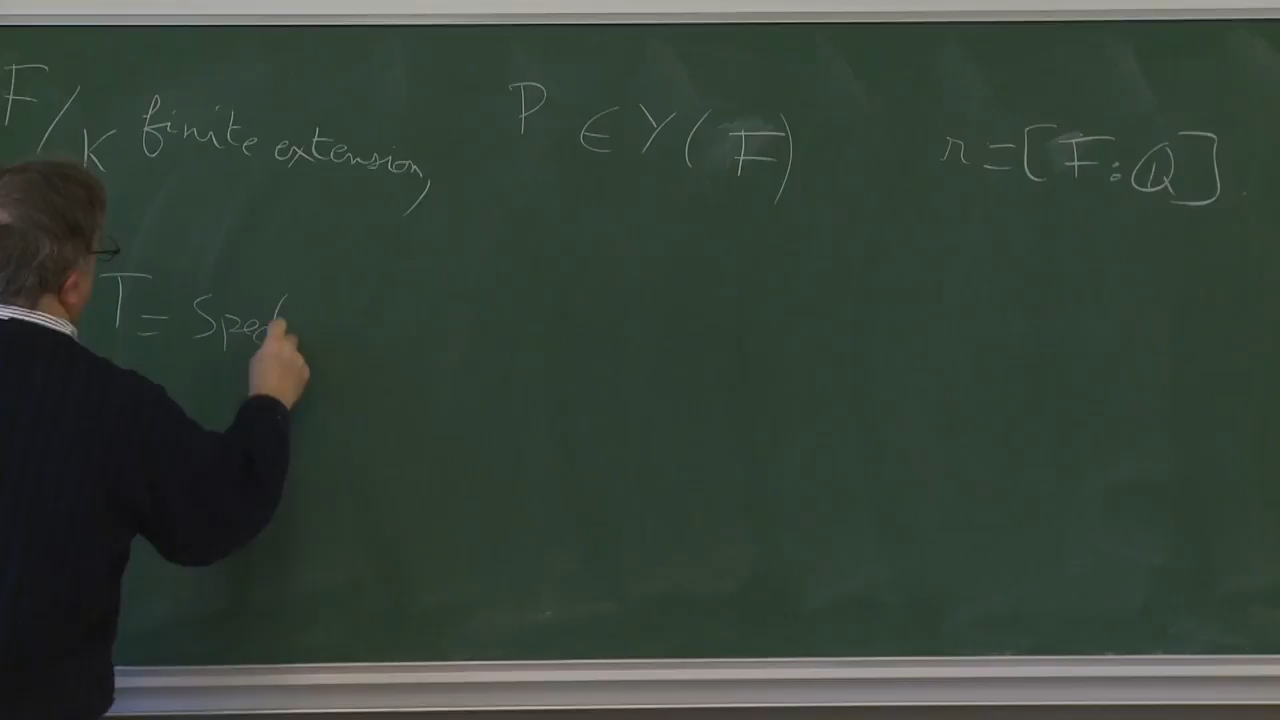 F/K finite extension, P ∈ Y(F) r = [F:Q].
T = Spec